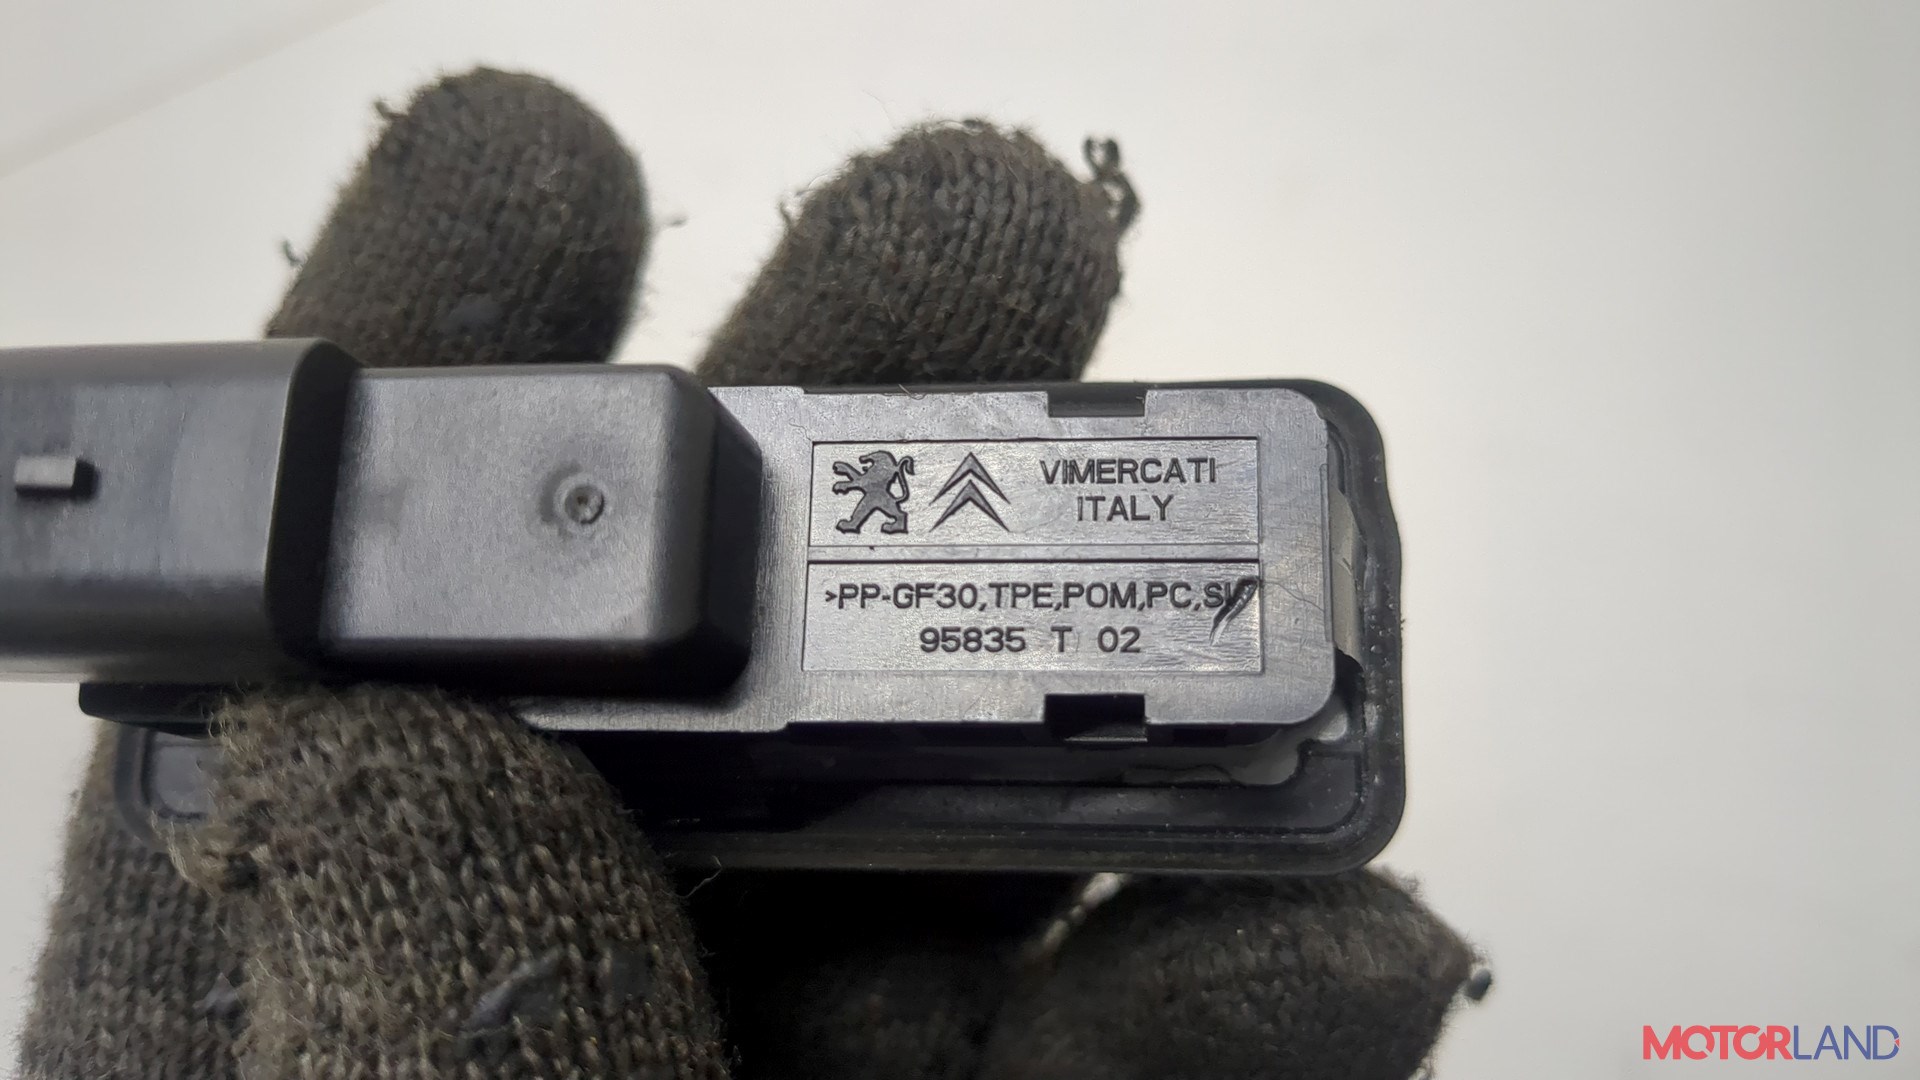 VIMERCATI
ITALY
>PP-GF30,TPE,POM,PC,
95835 T 02
MOTORLAND